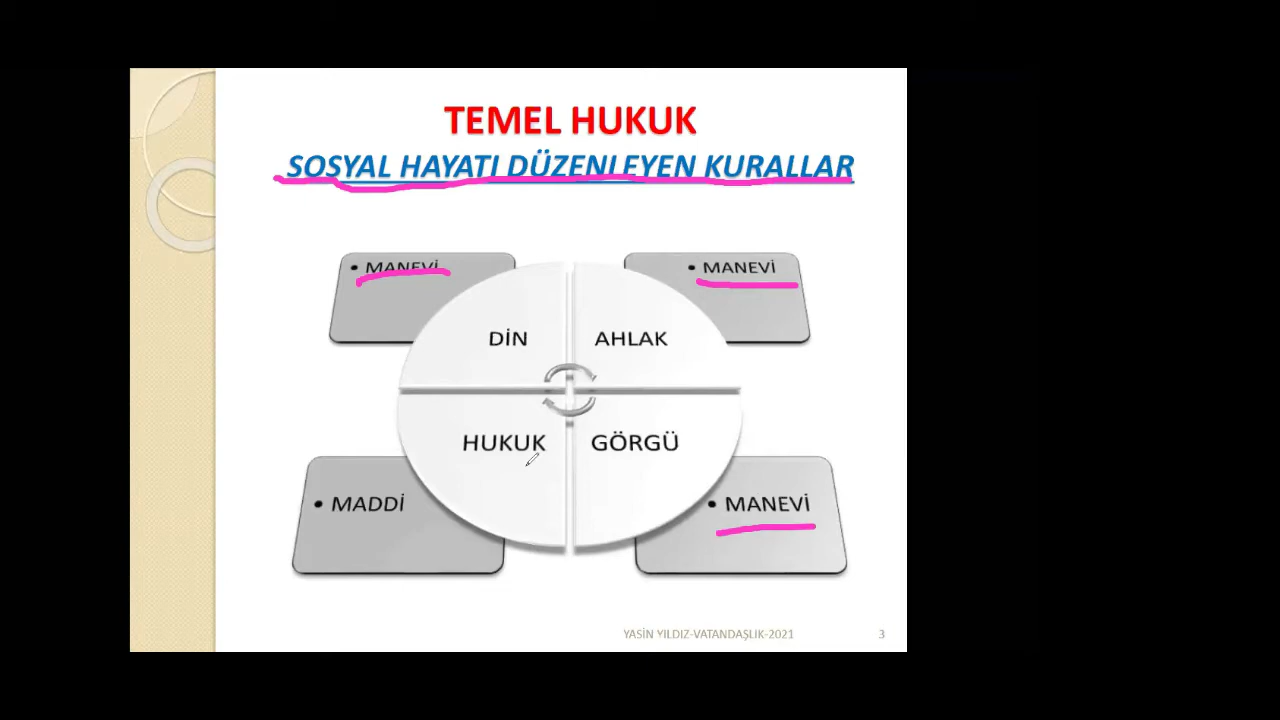 TEMEL HUKUK
SOSYAL HAYATI DÜZENLEYEN KURALLAR
• MANEVİ
• MANEVİ
DİN
AHLAK
HUKUK
GÖRGÜ
• MADDİ
• MANEVİ
YASİN YILDIZ-VATANDAŞLIK-2021
3